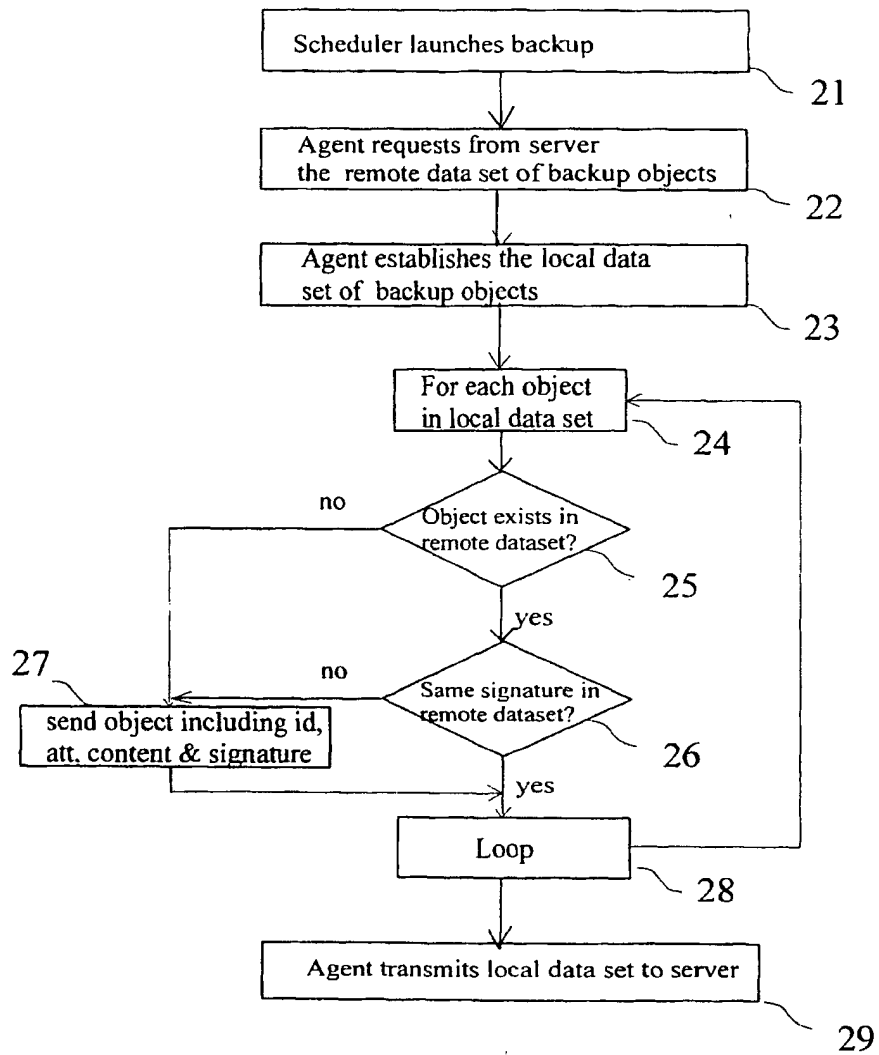 Scheduler launches backup
21
Agent requests from server
the remote data set of backup objects
22
Agent establishes the local data
set of backup objects
23
For each object
in local data set
24
no
Object exists in
remote dataset?
25
yes
27
no
Same signature in
remote dataset?
26
send object including id,
att. content & signature
yes
Loop
28
Agent transmits local data set to server
29